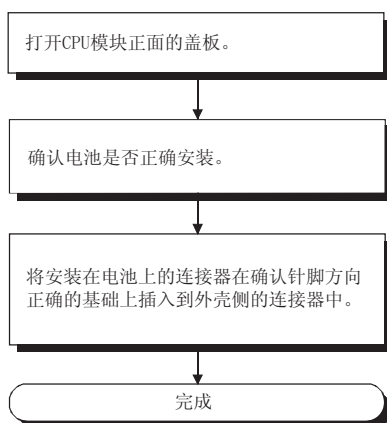 打开CPU模块正面的盖板。
确认电池是否正确安装。
将安装在电池上的连接器在确认针脚方向
正确的基础上插入到外壳侧的连接器中。
完成